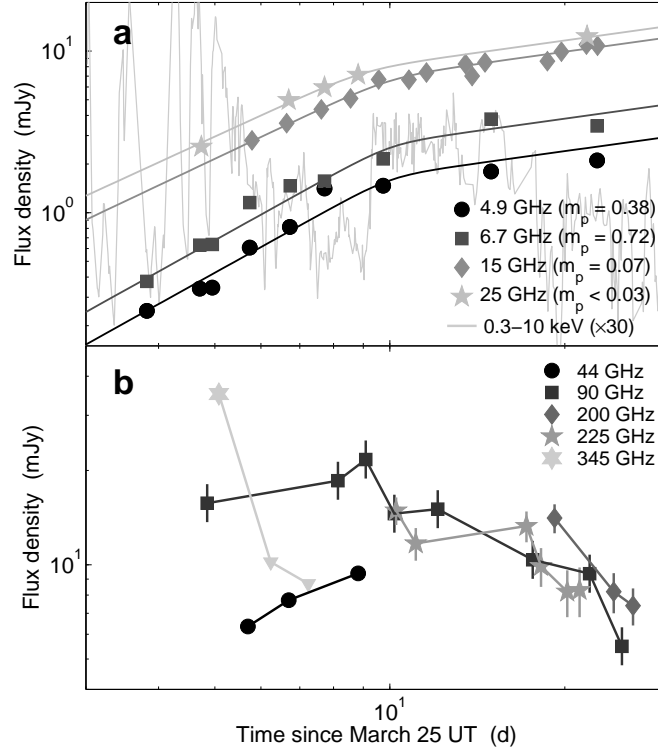 a
Flux density (mJy)
10^1
10^0
4.9 GHz (m_p = 0.38)
6.7 GHz (m_p = 0.72)
15 GHz (m_p = 0.07)
25 GHz (m_p < 0.03)
0.3–10 keV (×30)
b
Flux density (mJy)
10^1
44 GHz
90 GHz
200 GHz
225 GHz
345 GHz
10^1
Time since March 25 UT (d)